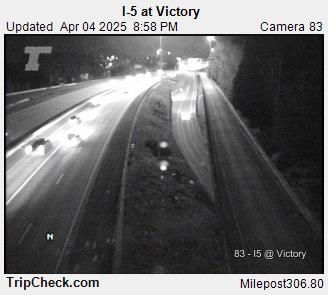 I-5 at Victory
Updated Apr 04 2025 8:58 PM Camera 83
T
N
83 - I5 @ Victory
TripCheck.com Milepost306.80